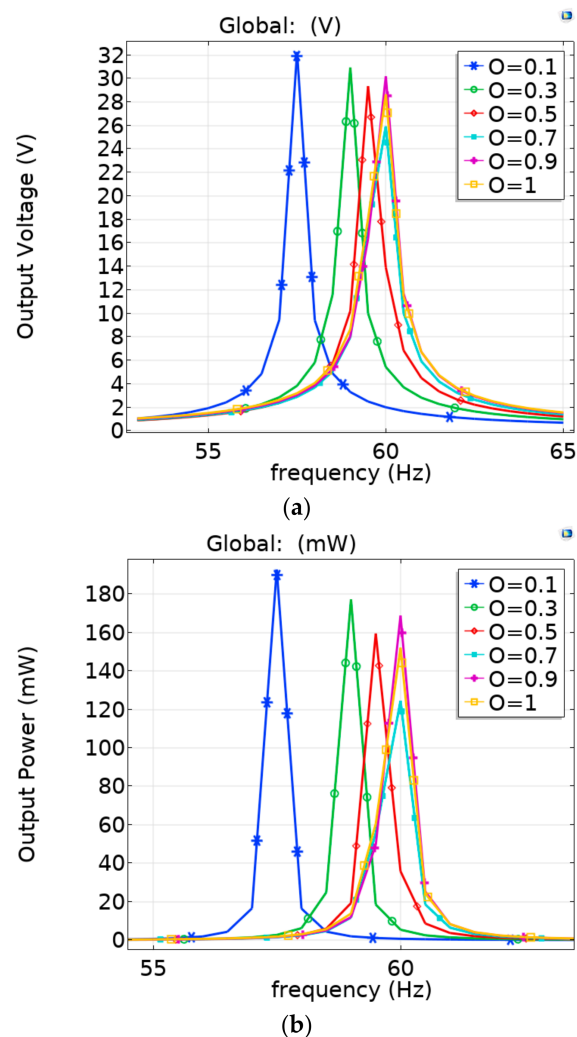 Global: (V)
Output Voltage (V)
32
30
28
26
24
22
20
18
16
14
12
10
8
6
4
2
0
O=0.1
O=0.3
O=0.5
O=0.7
O=0.9
O=1
55
60
65
frequency (Hz)
(a)
Global: (mW)
Output Power (mW)
180
160
140
120
100
80
60
40
20
0
O=0.1
O=0.3
O=0.5
O=0.7
O=0.9
O=1
55
60
frequency (Hz)
(b)